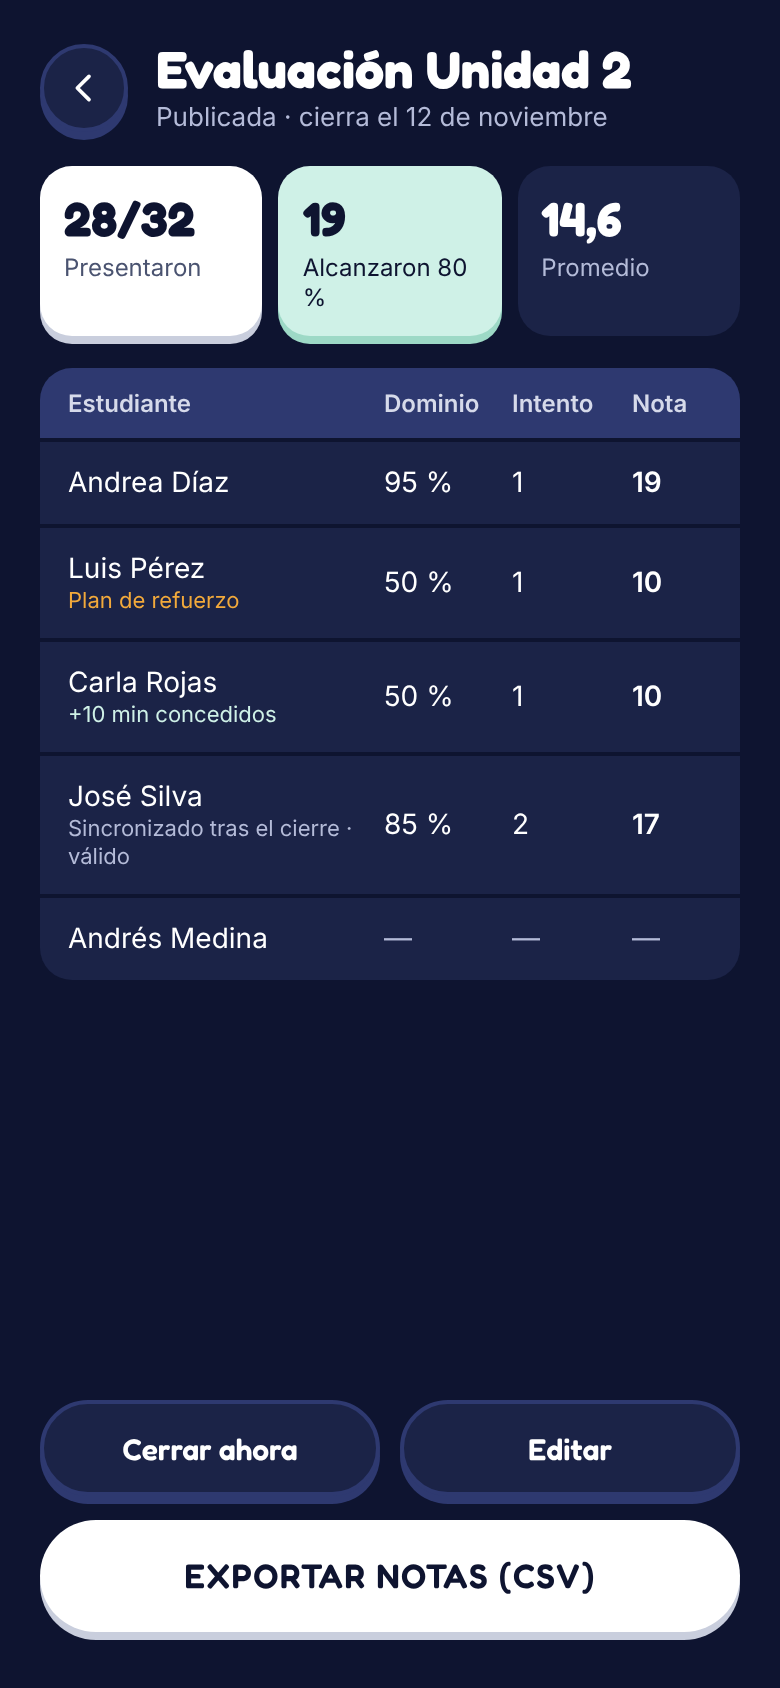 Evaluación Unidad 2
Publicada · cierra el 12 de noviembre
28/32
Presentaron
19
Alcanzaron 80
%
14,6
Promedio
Estudiante Dominio Intento Nota
Andrea Díaz 95 % 1 19
Luis Pérez
Plan de refuerzo
50 % 1 10
Carla Rojas
+10 min concedidos
50 % 1 10
José Silva
Sincronizado tras el cierre ·
válido
85 % 2 17
Andrés Medina — — —
Cerrar ahora
Editar
EXPORTAR NOTAS (CSV)